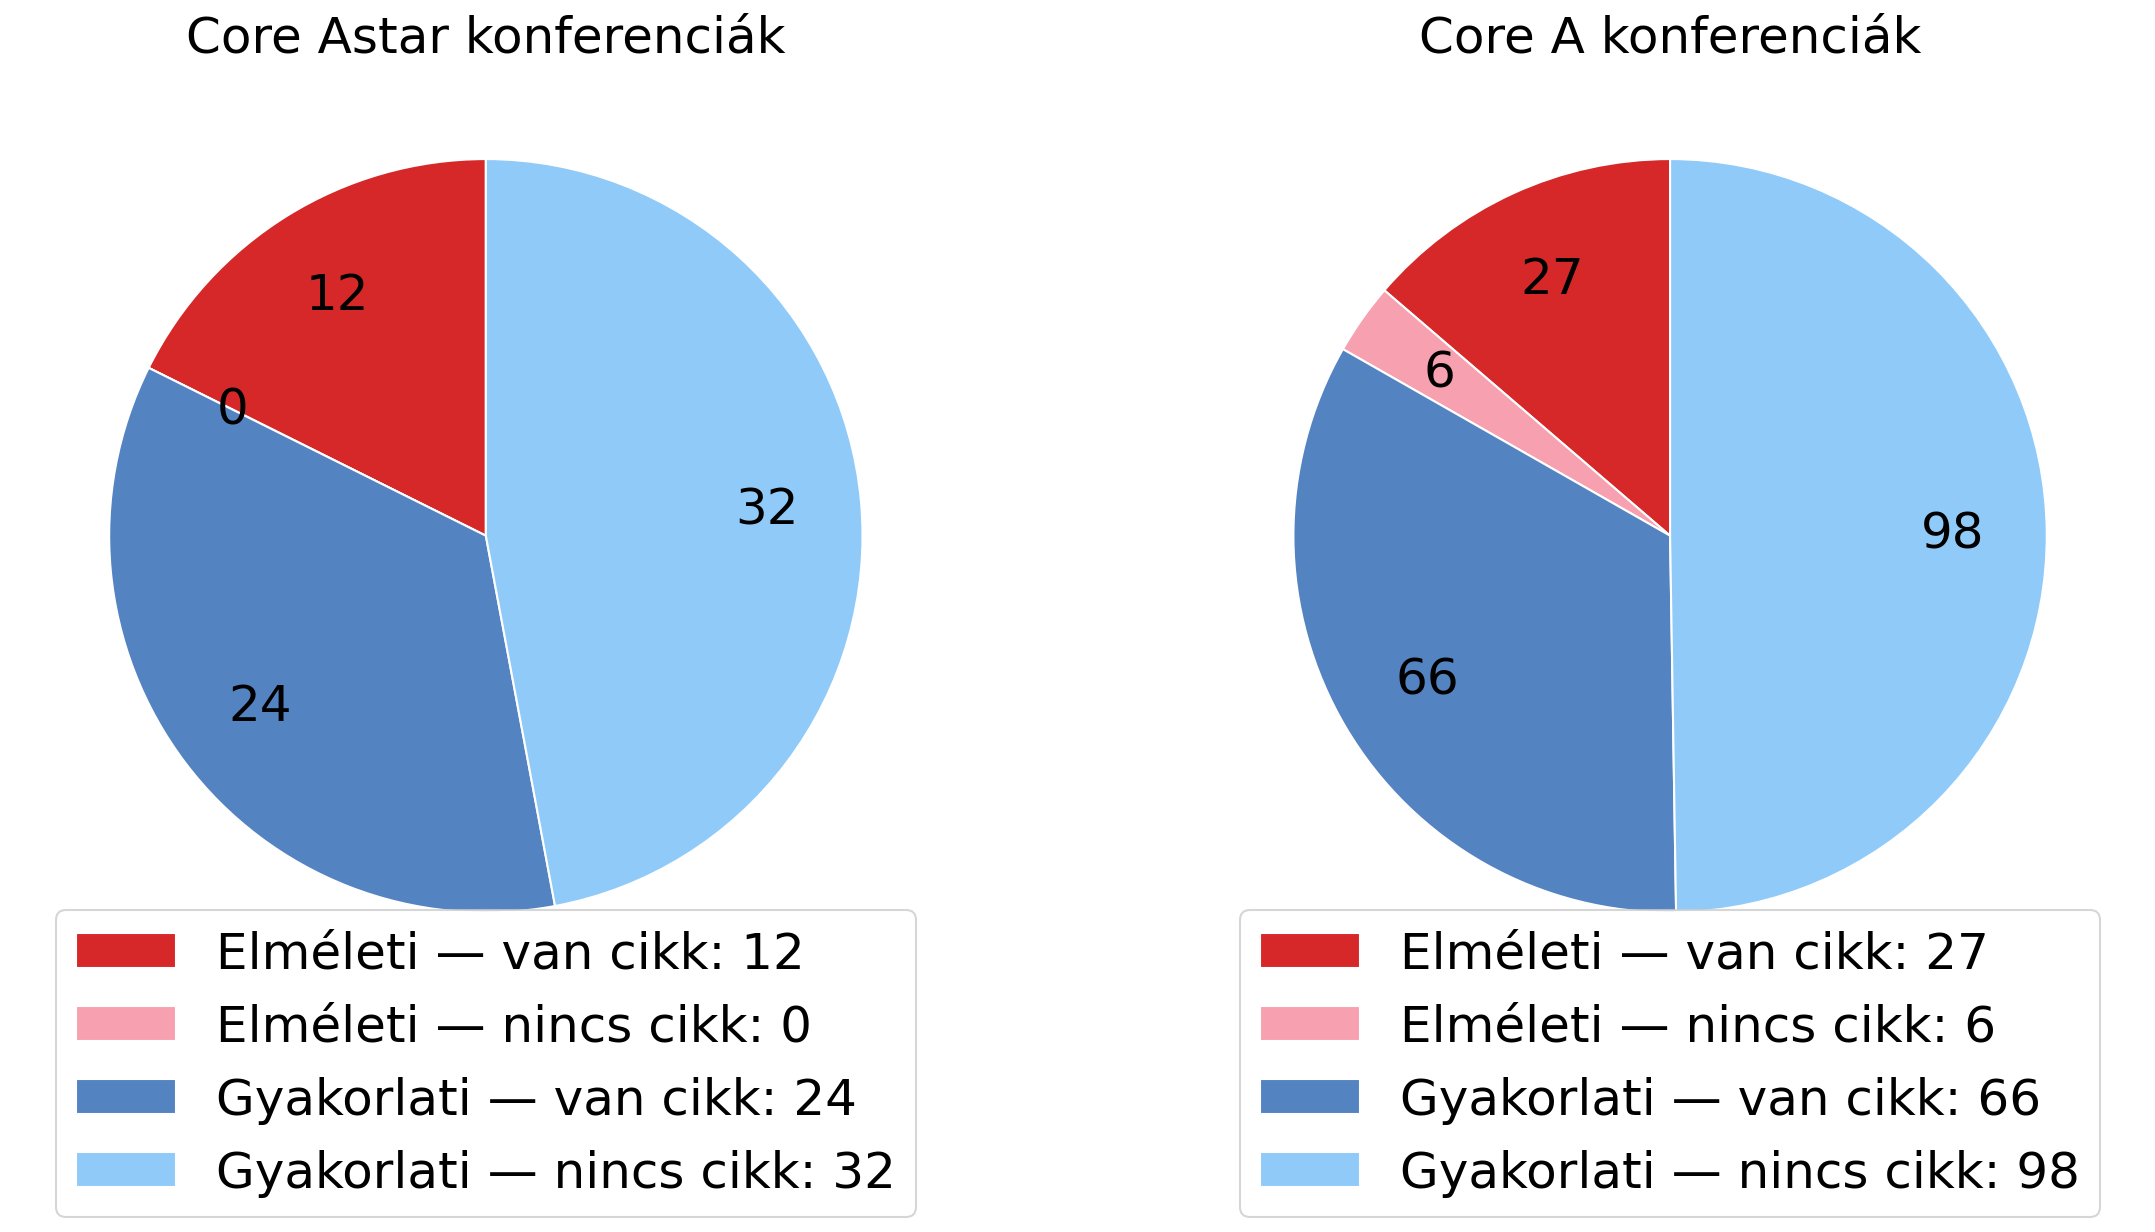 Core Astar konferenciák
12
0
32
24
Elméleti — van cikk: 12
Elméleti — nincs cikk: 0
Gyakorlati — van cikk: 24
Gyakorlati — nincs cikk: 32
Core A konferenciák
27
6
98
66
Elméleti — van cikk: 27
Elméleti — nincs cikk: 6
Gyakorlati — van cikk: 66
Gyakorlati — nincs cikk: 98